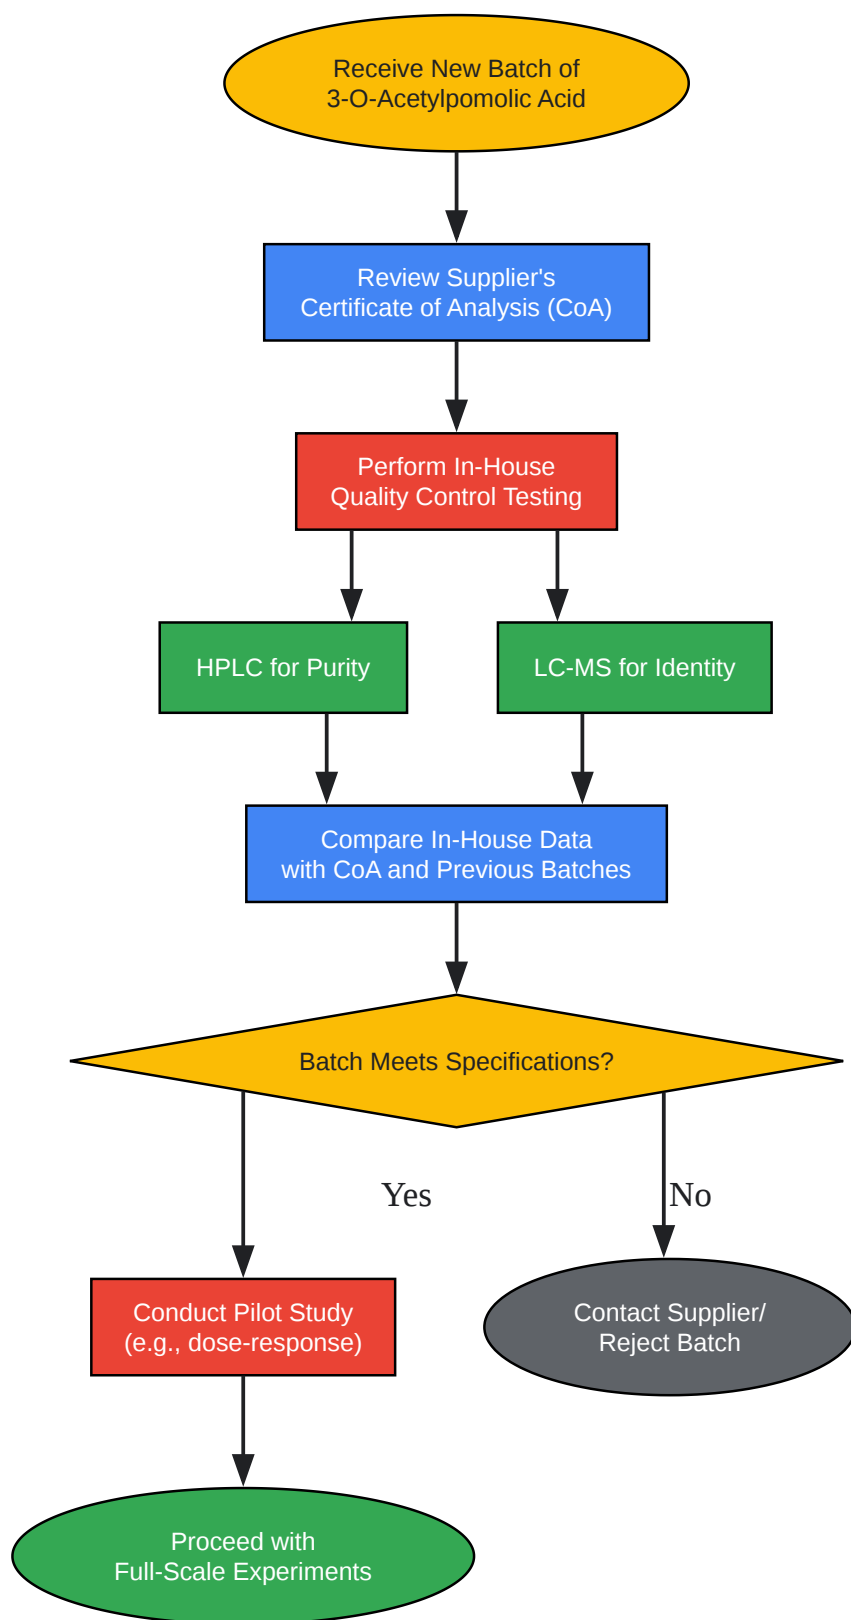 Receive New Batch of
3-O-Acetylpomolic Acid
Review Supplier's
Certificate of Analysis (CoA)
Perform In-House
Quality Control Testing
HPLC for Purity
LC-MS for Identity
Compare In-House Data
with CoA and Previous Batches
Batch Meets Specifications?
Yes
No
Conduct Pilot Study
(e.g., dose-response)
Contact Supplier/
Reject Batch
Proceed with
Full-Scale Experiments